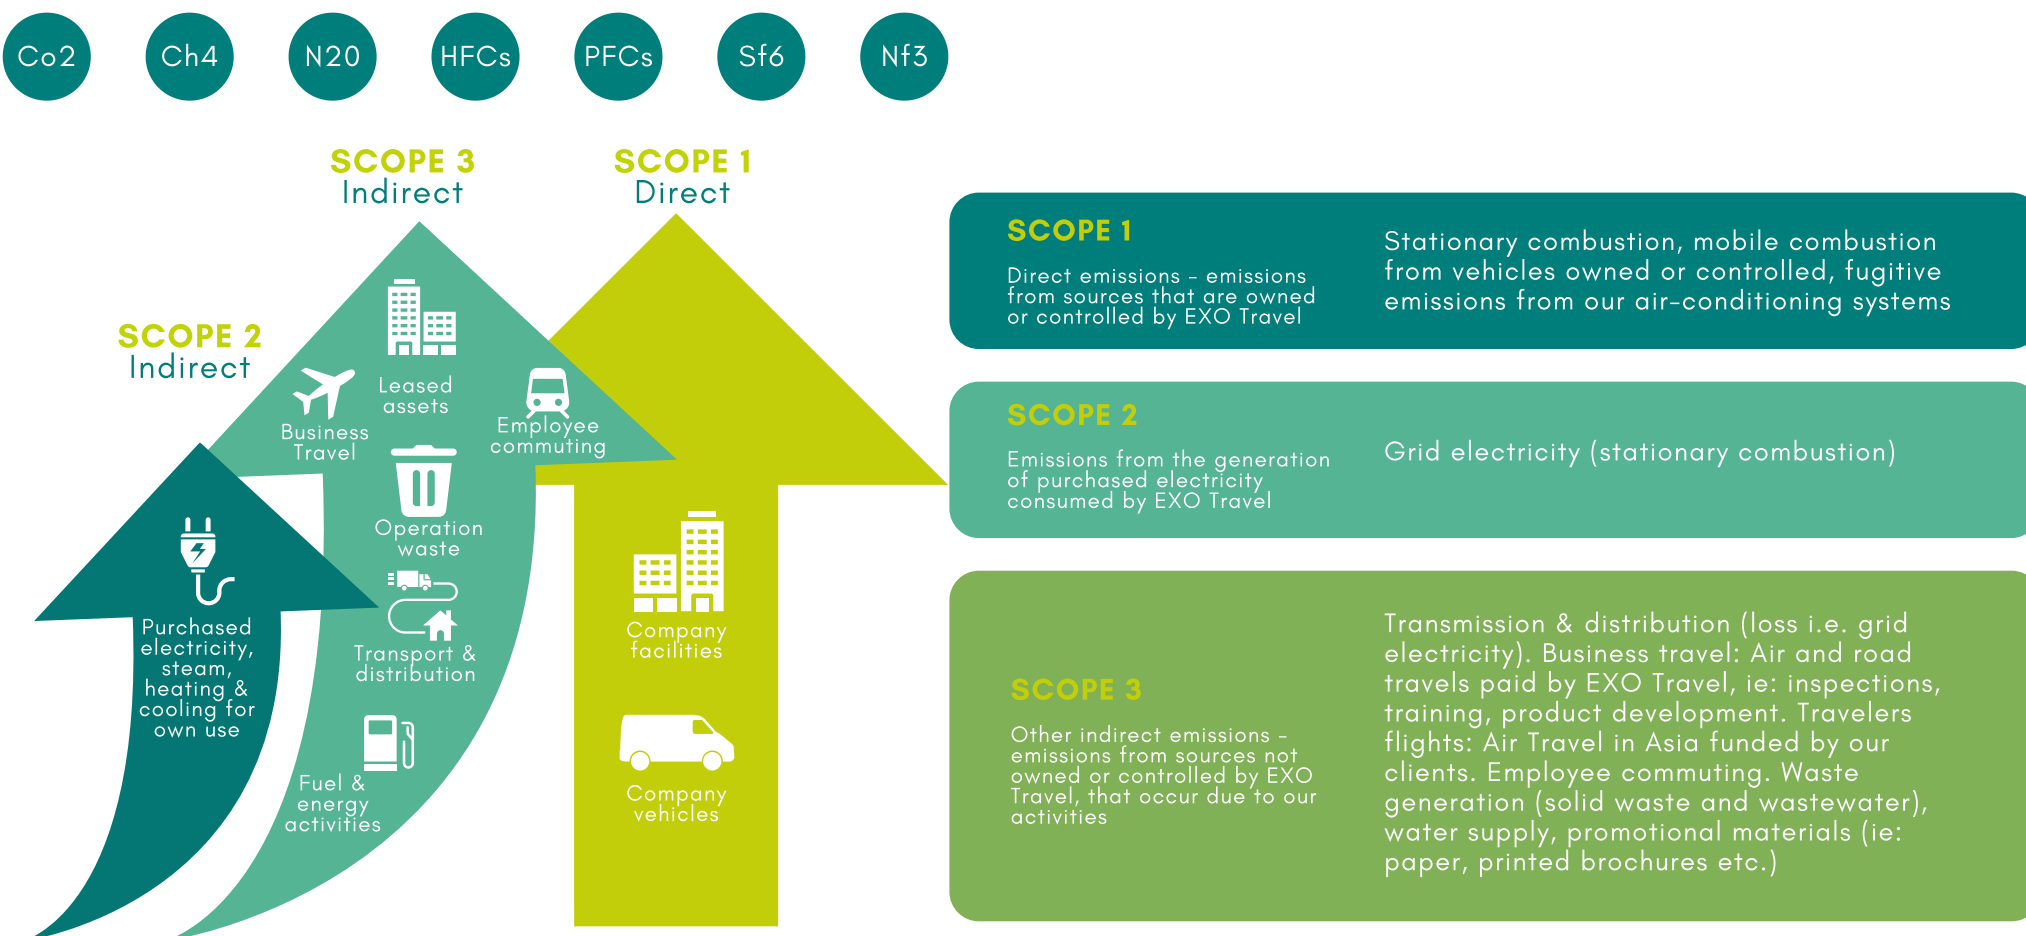 Co2
Ch4
N20
HFCs
PFCs
Sf6
Nf3
SCOPE 3
Indirect
SCOPE 1
Direct
SCOPE 2
Indirect
Leased
assets
Business
Travel
Employee
commuting
Operation
waste
Transport &
distribution
Fuel &
energy
activities
Purchased
electricity,
steam,
heating &
cooling for
own use
Company
facilities
Company
vehicles
SCOPE 1
Direct emissions - emissions
from sources that are owned
or controlled by EXO Travel
Stationary combustion, mobile combustion
from vehicles owned or controlled, fugitive
emissions from our air-conditioning systems
SCOPE 2
Emissions from the generation
of purchased electricity
consumed by EXO Travel
Grid electricity (stationary combustion)
SCOPE 3
Other indirect emissions -
emissions from sources not
owned or controlled by EXO
Travel, that occur due to our
activities
Transmission & distribution (loss i.e. grid
electricity). Business travel: Air and road
travels paid by EXO Travel, ie: inspections,
training, product development. Travelers
flights: Air Travel in Asia funded by our
clients. Employee commuting. Waste
generation (solid waste and wastewater),
water supply, promotional materials (ie:
paper, printed brochures etc.)